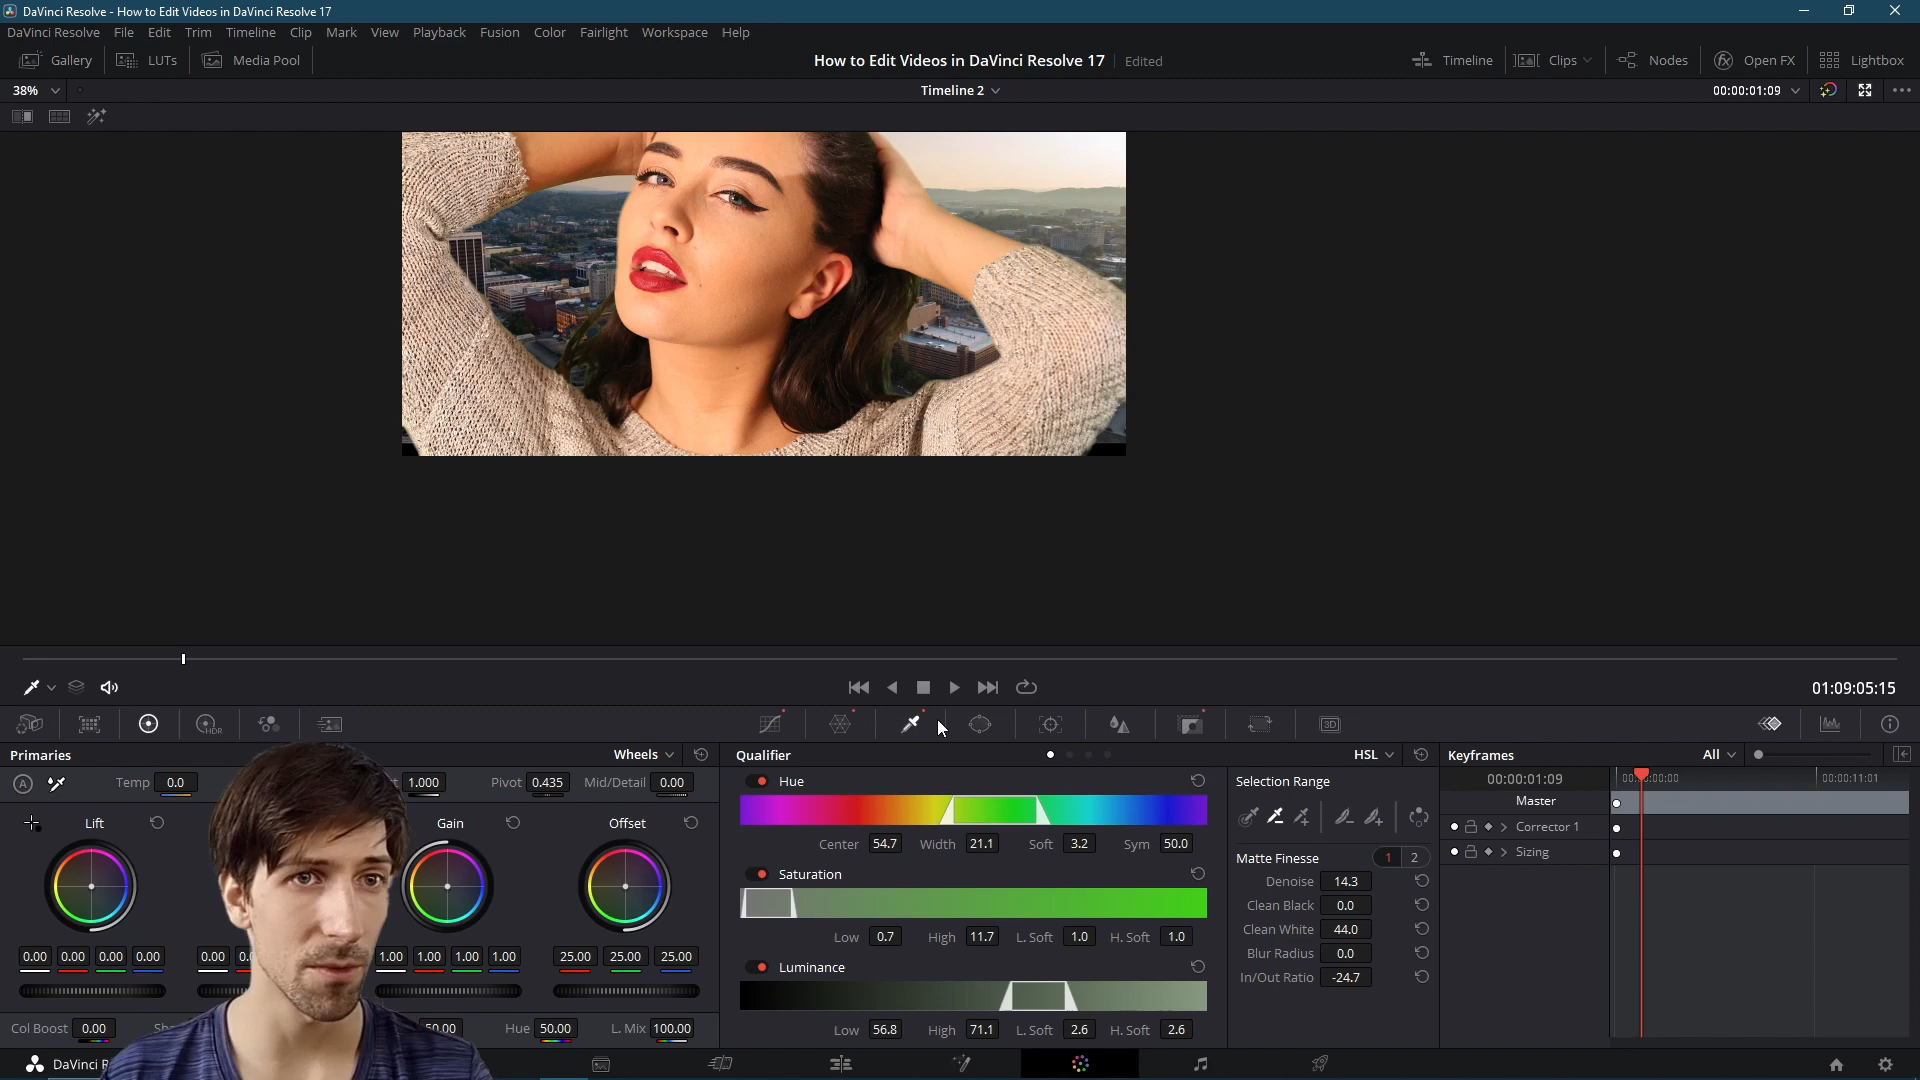 DaVinci Resolve - How to Edit Videos in DaVinci Resolve 17
DaVinci Resolve File Edit Trim Timeline Clip Mark View Playback Fusion Color Fairlight Workspace Help
Gallery LUTs Media Pool How to Edit Videos in DaVinci Resolve 17 Edited Timeline Clips Nodes Open FX Lightbox
38% Timeline 2 00:00:01:09
01:09:05:15
HDR 3D
Primaries Wheels Qualifier HSL Keyframes All
A Temp 0.0 1.000 Pivot 0.435 Mid/Detail 0.00 Hue Selection Range 00:00:01:09 00:00:11:01
Master
Lift Gain Offset Corrector 1
Center 54.7 Width 21.1 Soft 3.2 Sym 50.0 Sizing
Matte Finesse 1 2
Saturation
Denoise 14.3
Clean Black 0.0
Clean White 44.0
Low 0.7 High 11.7 L. Soft 1.0 H. Soft 1.0
Blur Radius 0.0
0.00 0.00 0.00 0.00 0.00 1.00 1.00 1.00 1.00 25.00 25.00 25.00
Luminance
In/Out Ratio -24.7
Col Boost 0.00 50.00 Hue 50.00 L. Mix 100.00 Low 56.8 High 71.1 L. Soft 2.6 H. Soft 2.6
DaVinci R